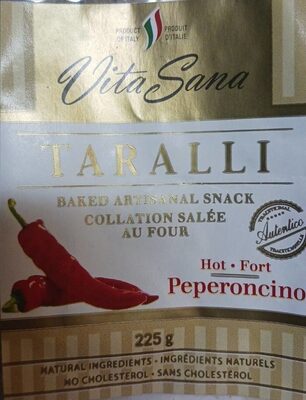 PRODUCT OF ITALY
PRODUIT D'ITALIE
Vita Sana
TARALLI
BAKED ARTISANAL SNACK
COLLATION SALÉE
AU FOUR
TRADITIONAL
Autentico
Hot • Fort
Peperoncino
225 g
NATURAL INGREDIENTS • INGRÉDIENTS NATURELS
NO CHOLESTEROL • SANS CHOLESTÉROL